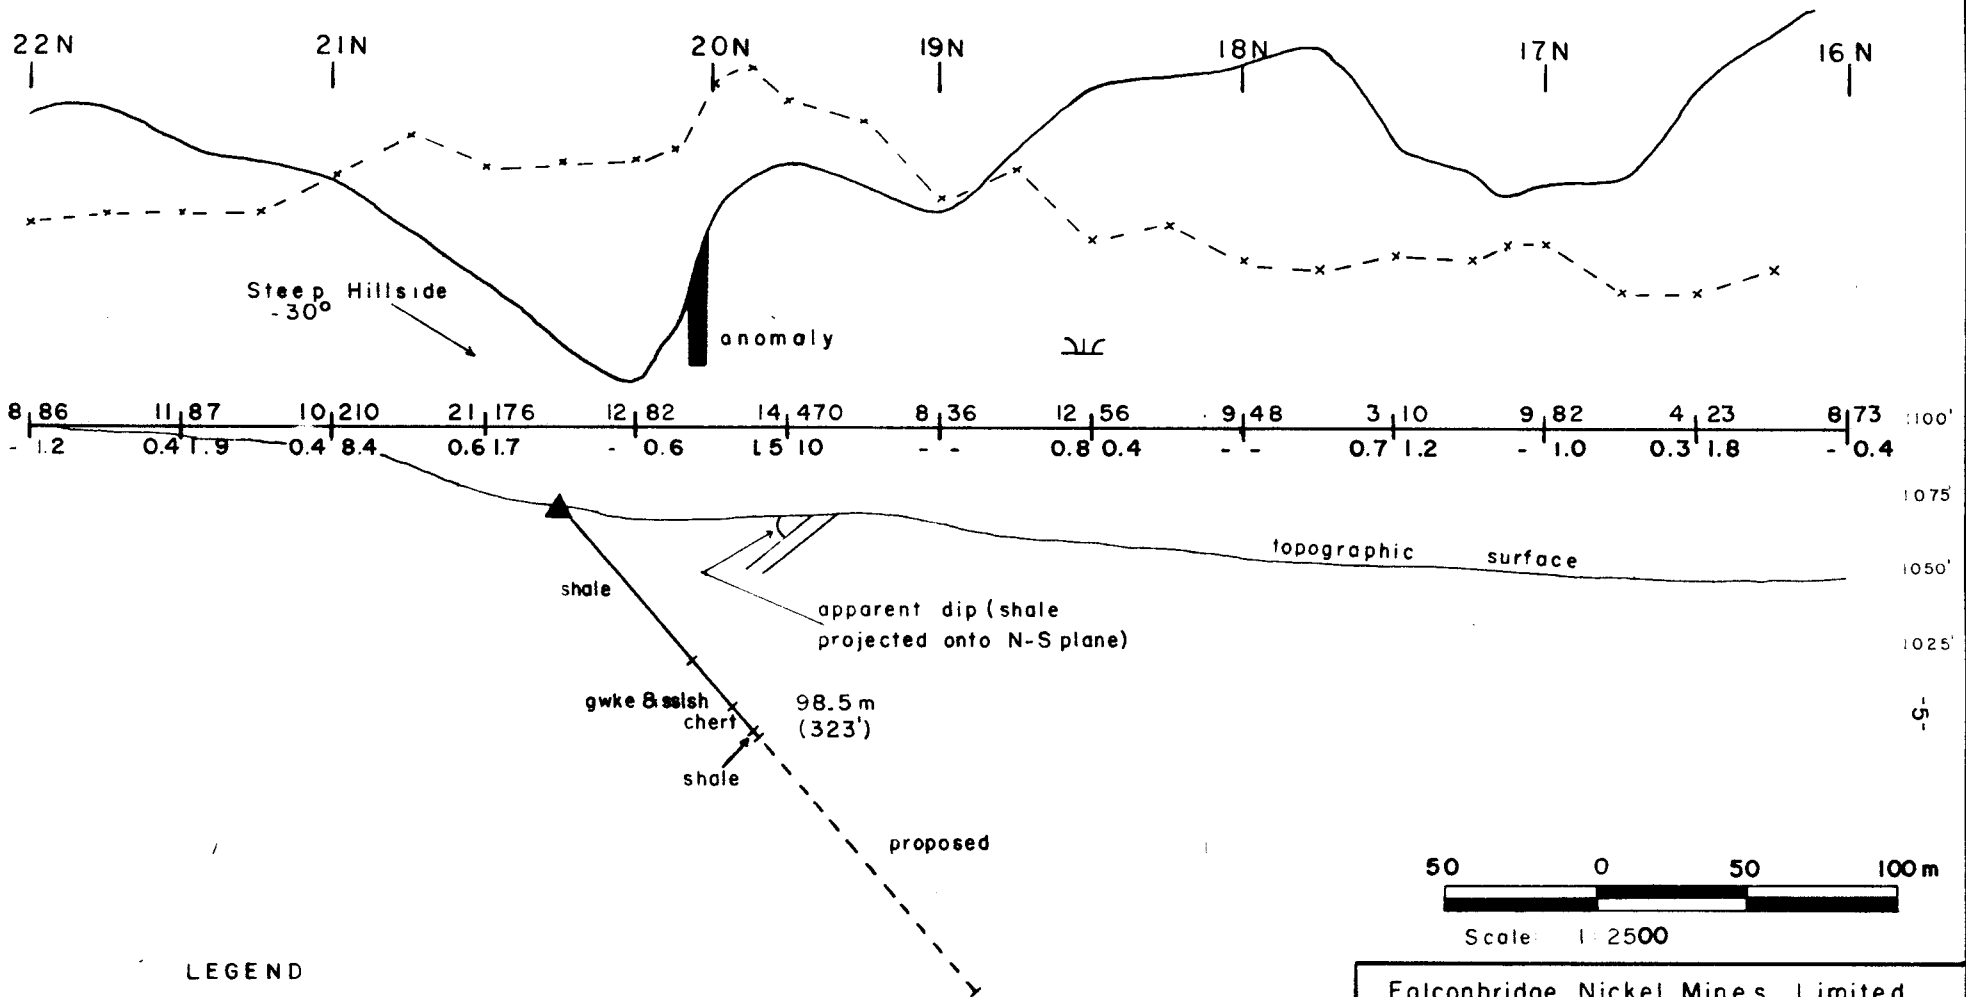 22N 21N 20N 19N 18N 17N 16N
Steep Hillside
-30°
anomaly
8 86 11 87 10 210 21 176 12 82 14 470 8 36 12 56 9 48 3 10 9 82 4 23 8 73
1100'
- 1.2 0.4 1.9 0.4 8.4 0.6 1.7 - 0.6 1.5 10 - - 0.8 0.4 - - 0.7 1.2 - 1.0 0.3 1.8 - 0.4
1075'
topographic surface
1050'
shale
apparent dip (shale
projected onto N-S plane)
1025'
gwke & sslsh
98.5 m
chert
(323')
-5-
shale
proposed
50 0 50 100 m
Scale 1:2500
LEGEND
Falconbridge Nickel Mines Limited